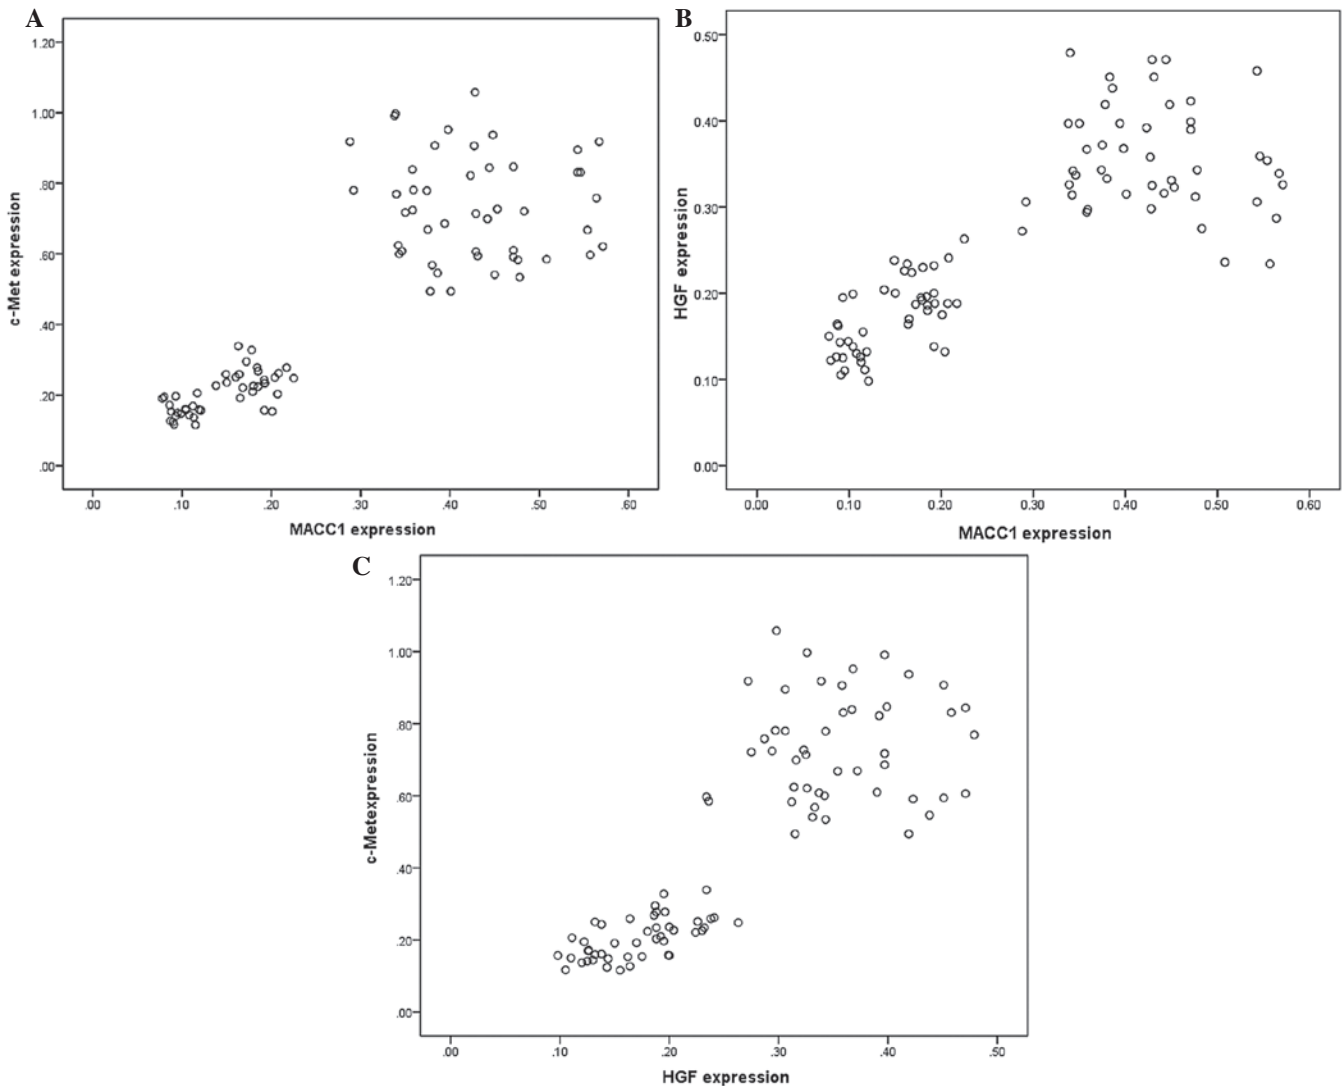 A
1.20
1.00
.80
.60
.40
.20
.00
c-Met expression
.00 .10 .20 .30 .40 .50 .60
MACC1 expression
B
0.50
0.40
0.30
0.20
0.10
0.00
HGF expression
0.00 0.10 0.20 0.30 0.40 0.50 0.60
MACC1 expression
C
1.20
1.00
.80
.60
.40
.20
.00
c-Metexpression
.00 .10 .20 .30 .40 .50
HGF expression